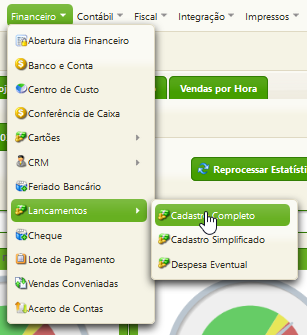 Financeiro Contábil Fiscal Integração Impressos
Abertura dia Financeiro
Banco e Conta
Centro de Custo
Vendas por Hora
Conferência de Caixa
Cartões
CRM
Reprocessar Estatísti
Feriado Bancário
Lancamentos
Cadastro Completo
Cheque
Cadastro Simplificado
Lote de Pagamento
Despesa Eventual
Vendas Conveniadas
Acerto de Contas